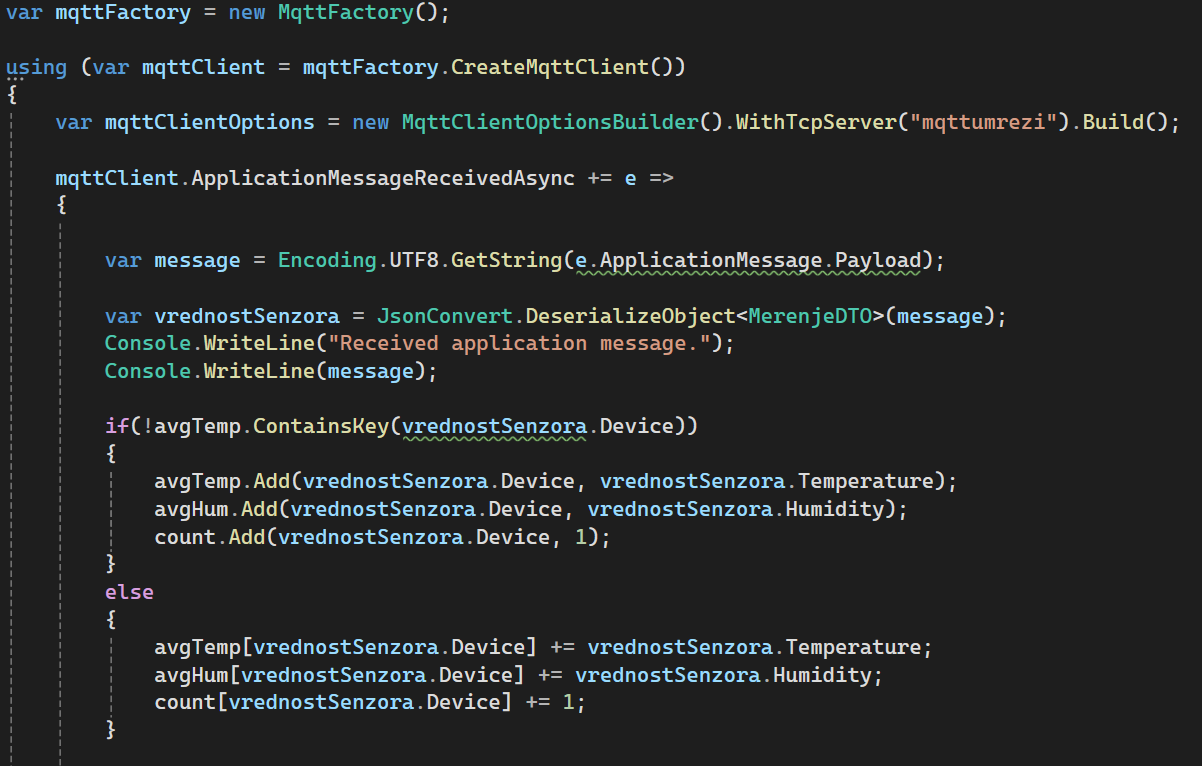 var mqttFactory = new MqttFactory();
using (var mqttClient = mqttFactory.CreateMqttClient())
{
var mqttClientOptions = new MqttClientOptionsBuilder().WithTcpServer("mqttumrezi").Build();
mqttClient.ApplicationMessageReceivedAsync += e =>
{
var message = Encoding.UTF8.GetString(e.ApplicationMessage.Payload);
var vrednostSenzora = JsonConvert.DeserializeObject<MerenjeDTO>(message);
Console.WriteLine("Received application message.");
Console.WriteLine(message);
if(!avgTemp.ContainsKey(vrednostSenzora.Device))
{
avgTemp.Add(vrednostSenzora.Device, vrednostSenzora.Temperature);
avgHum.Add(vrednostSenzora.Device, vrednostSenzora.Humidity);
count.Add(vrednostSenzora.Device, 1);
}
else
{
avgTemp[vrednostSenzora.Device] += vrednostSenzora.Temperature;
avgHum[vrednostSenzora.Device] += vrednostSenzora.Humidity;
count[vrednostSenzora.Device] += 1;
}